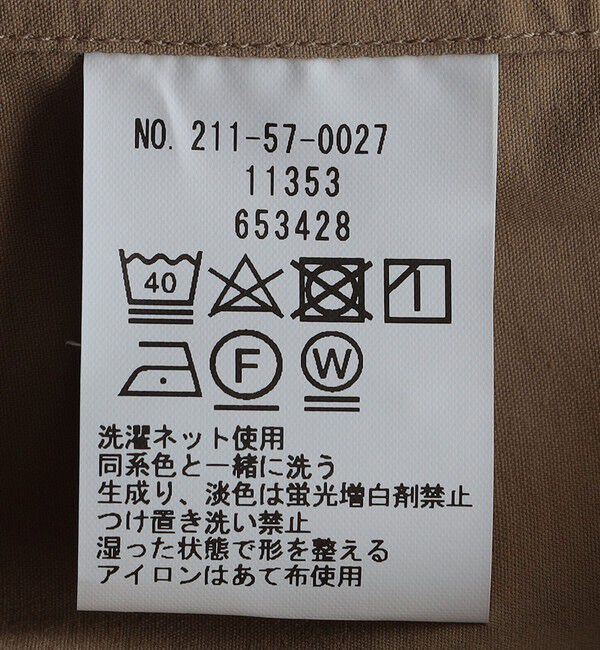 NO. 211-57-0027
11353
653428
40
F W
洗濯ネット使用
同系色と一緒に洗う
生成り、淡色は蛍光増白剤禁止
つけ置き洗い禁止
湿った状態で形を整える
アイロンはあて布使用